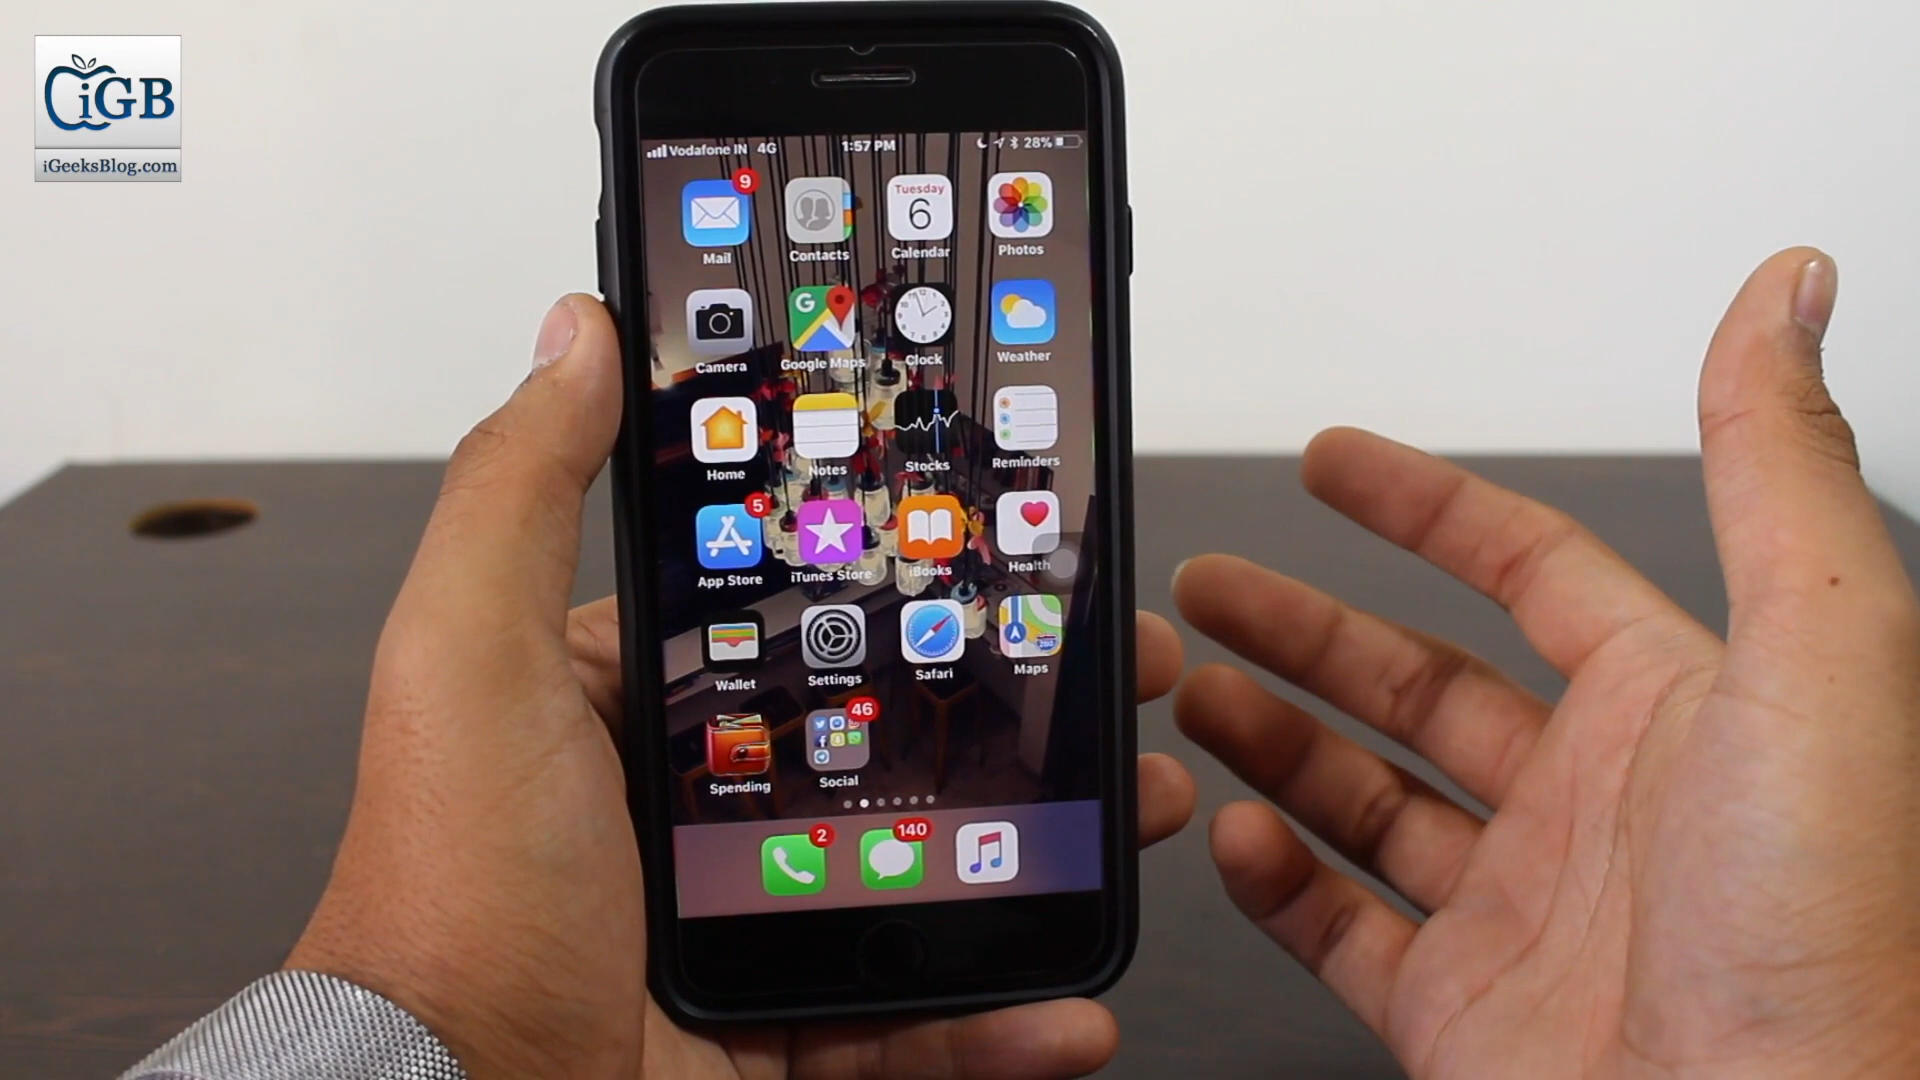 iGB
iGeeksBlog.com
Vodafone IN 4G 1:57 PM 28%
9 Tuesday
6
Mail Contacts Calendar Photos
G 12
Camera Google Maps Clock Weather
Home Notes Stocks Reminders
5
App Store iTunes Store iBooks Health
280
Wallet Settings Safari Maps
46
Spending Social
2 140